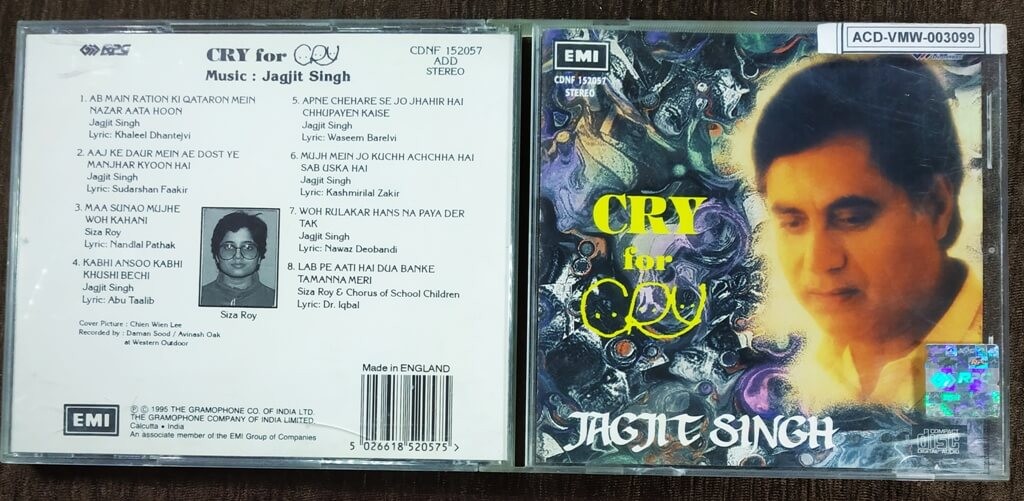 RPG
CRY for CRY
Music : Jagjit Singh
CDNF 152057
ADD
STEREO
1. AB MAIN RATION KI QATARON MEIN
NAZAR AATA HOON
Jagjit Singh
Lyric: Khaleel Dhantejvi
2. AAJ KE DAUR MEIN AE DOST YE
MANJHAR KYOON HAI
Jagjit Singh
Lyric: Sudarshan Faakir
3. MAA SUNAO MUJHE
WOH KAHANI
Siza Roy
Lyric: Nandlal Pathak
4. KABHI ANSOO KABHI
KHUSHI BECHI
Jagjit Singh
Lyric: Abu Taalib
5. APNE CHEHARE SE JO JHAHIR HAI
CHHUPAYEN KAISE
Jagjit Singh
Lyric: Waseem Barelvi
6. MUJH MEIN JO KUCHH ACHCHHA HAI
SAB USKA HAI
Jagjit Singh
Lyric: Kashmirilal Zakir
7. WOH RULAKAR HANS NA PAYA DER
TAK
Jagjit Singh
Lyric: Nawaz Deobandi
8. LAB PE AATI HAI DUA BANKE
TAMANNA MERI
Siza Roy & Chorus of School Children
Lyric: Dr. Iqbal
Siza Roy
Cover Picture : Chien Wien Lee
Recorded by : Daman Sood / Avinash Oak
at Western Outdoor
EMI
℗ © 1995 THE GRAMOPHONE CO. OF INDIA LTD.
THE GRAMOPHONE COMPANY OF INDIA LIMITED
Calcutta • India
An associate member of the EMI Group of Companies
Made in ENGLAND
5 026618 520575 >
ACD-VMW-003099
EMI
CDNF 152057
STEREO
CRY
for
CRY
JAGJIT SINGH
COMPACT
disc
DIGITAL AUDIO